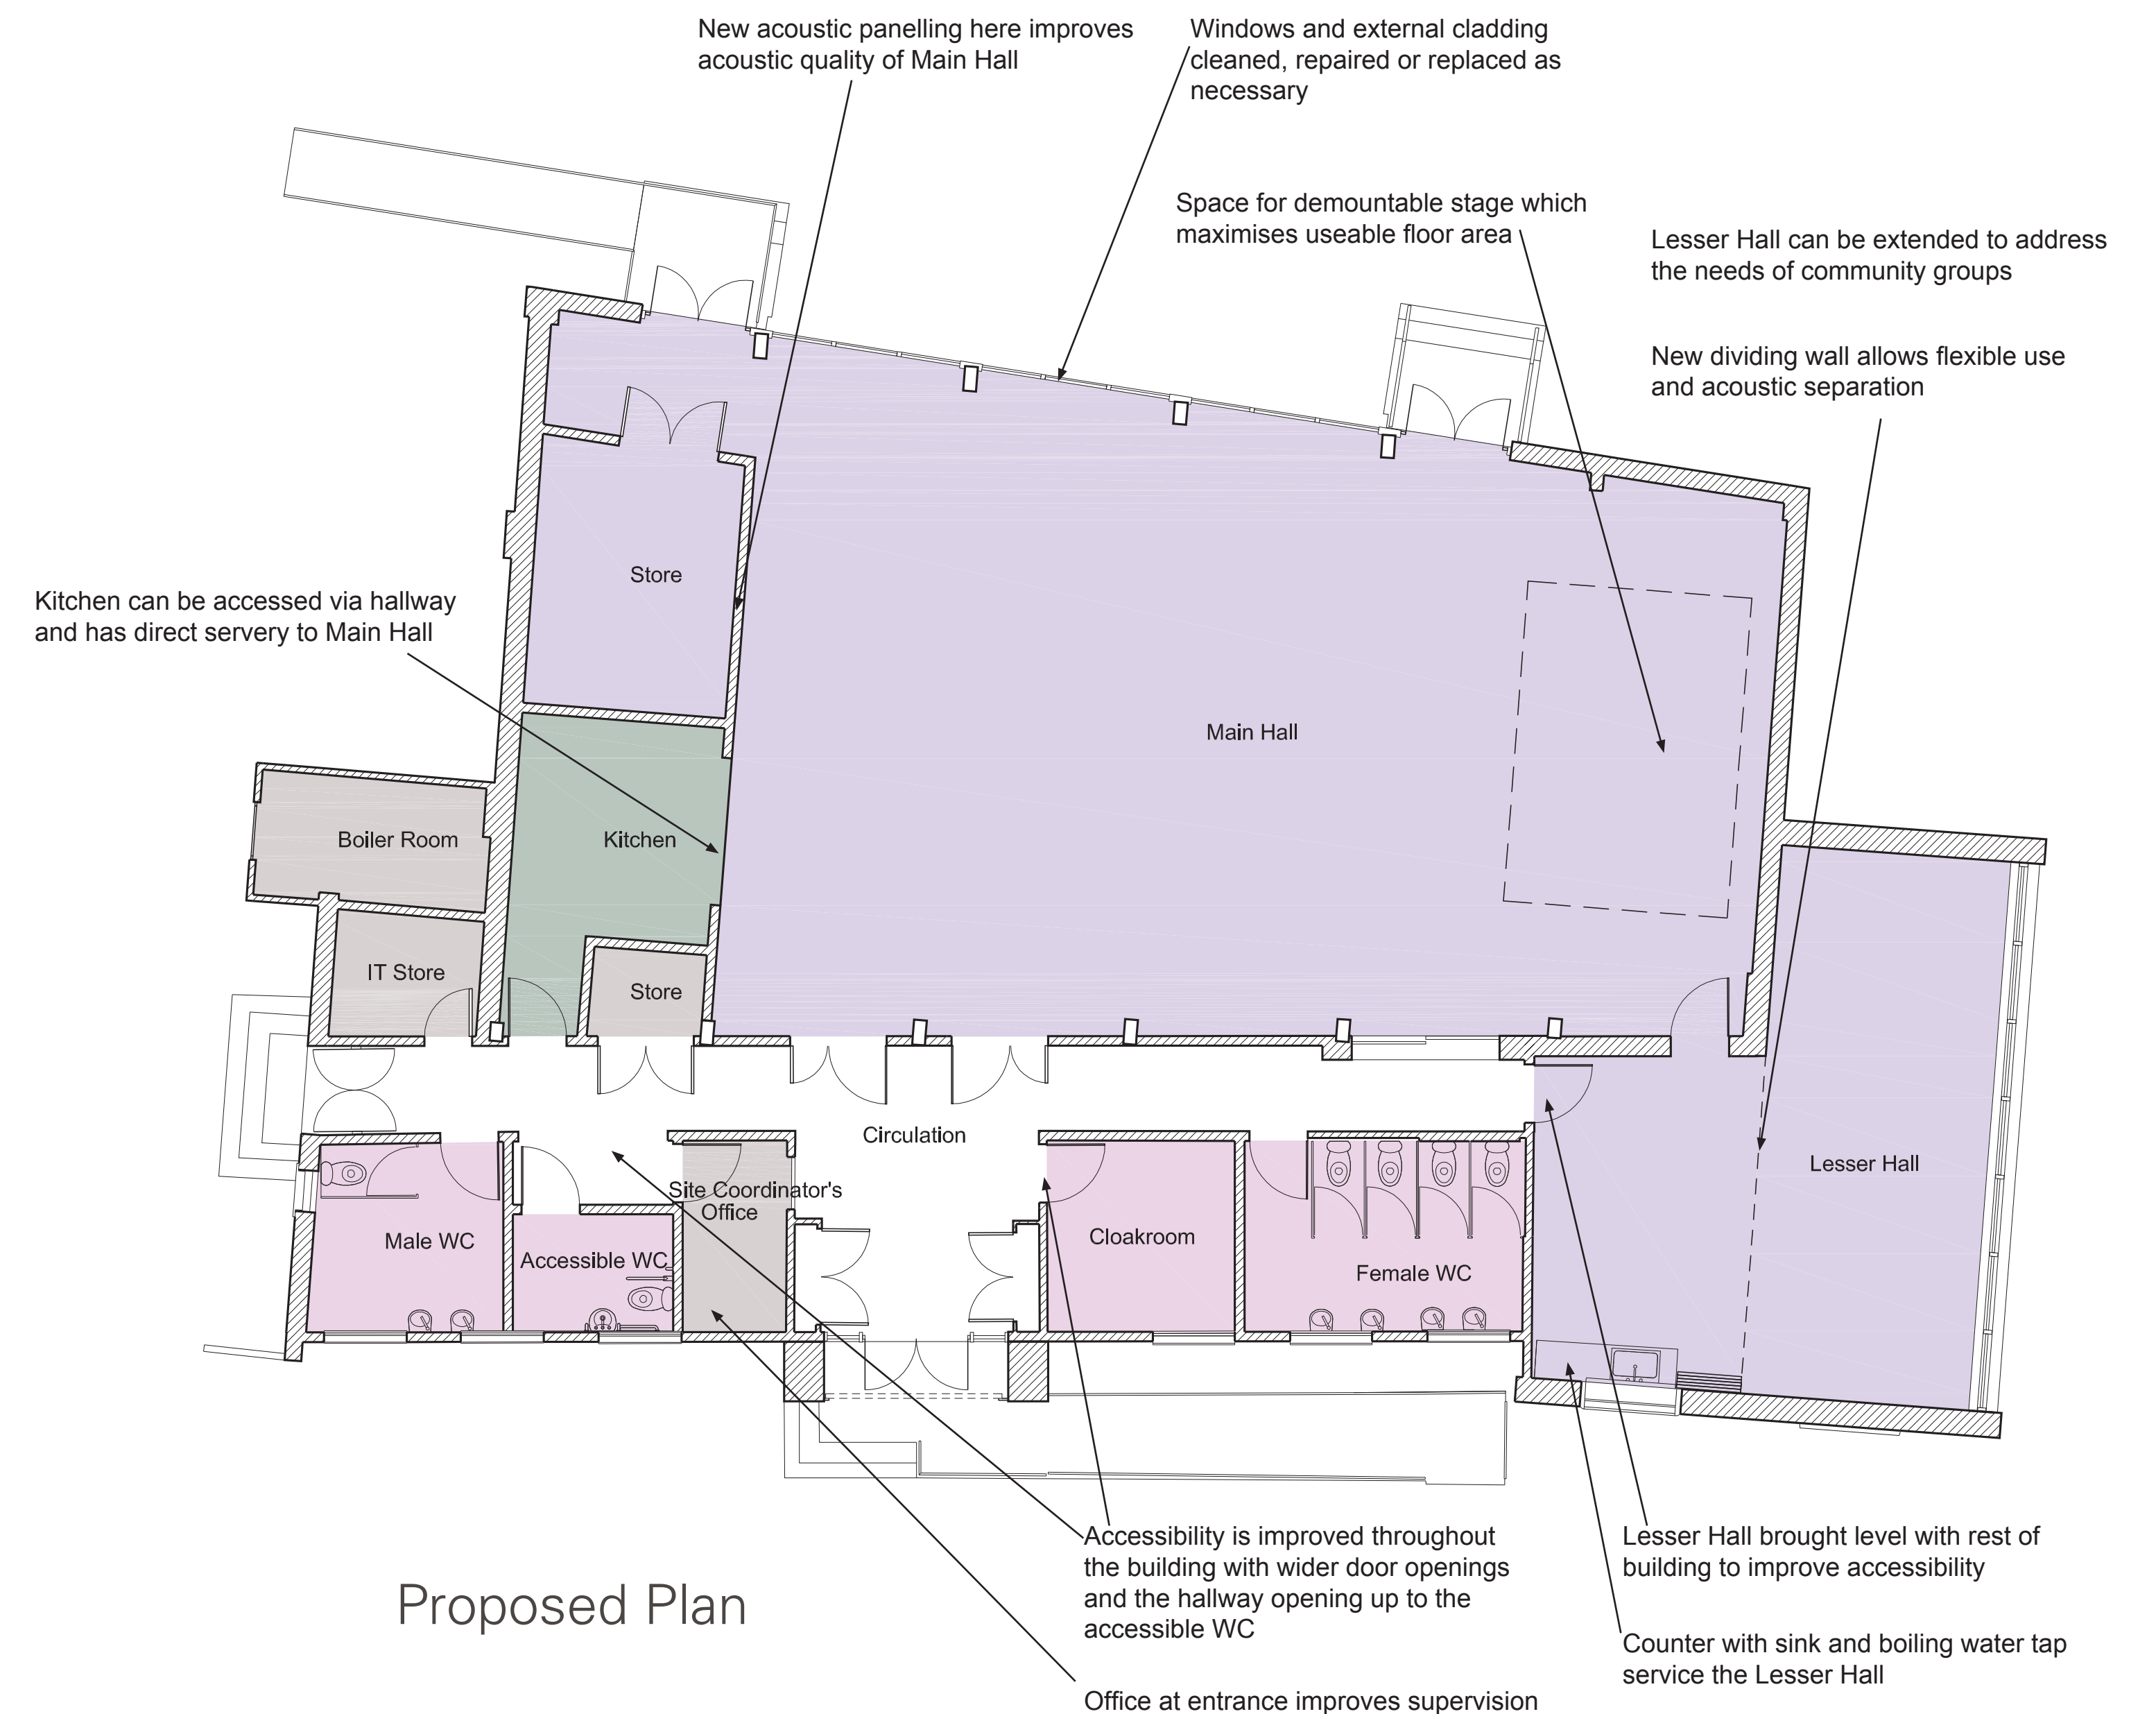 New acoustic panelling here improves
acoustic quality of Main Hall
Windows and external cladding
cleaned, repaired or replaced as
necessary
Space for demountable stage which
maximises useable floor area
Lesser Hall can be extended to address
the needs of community groups
New dividing wall allows flexible use
and acoustic separation
Store
Kitchen can be accessed via hallway
and has direct servery to Main Hall
Main Hall
Boiler Room
Kitchen
IT Store
Store
Circulation
Lesser Hall
Site Coordinator's
Office
Male WC
Accessible WC
Cloakroom
Female WC
Accessibility is improved throughout
the building with wider door openings
and the hallway opening up to the
accessible WC
Lesser Hall brought level with rest of
building to improve accessibility
Proposed Plan
Counter with sink and boiling water tap
service the Lesser Hall
Office at entrance improves supervision